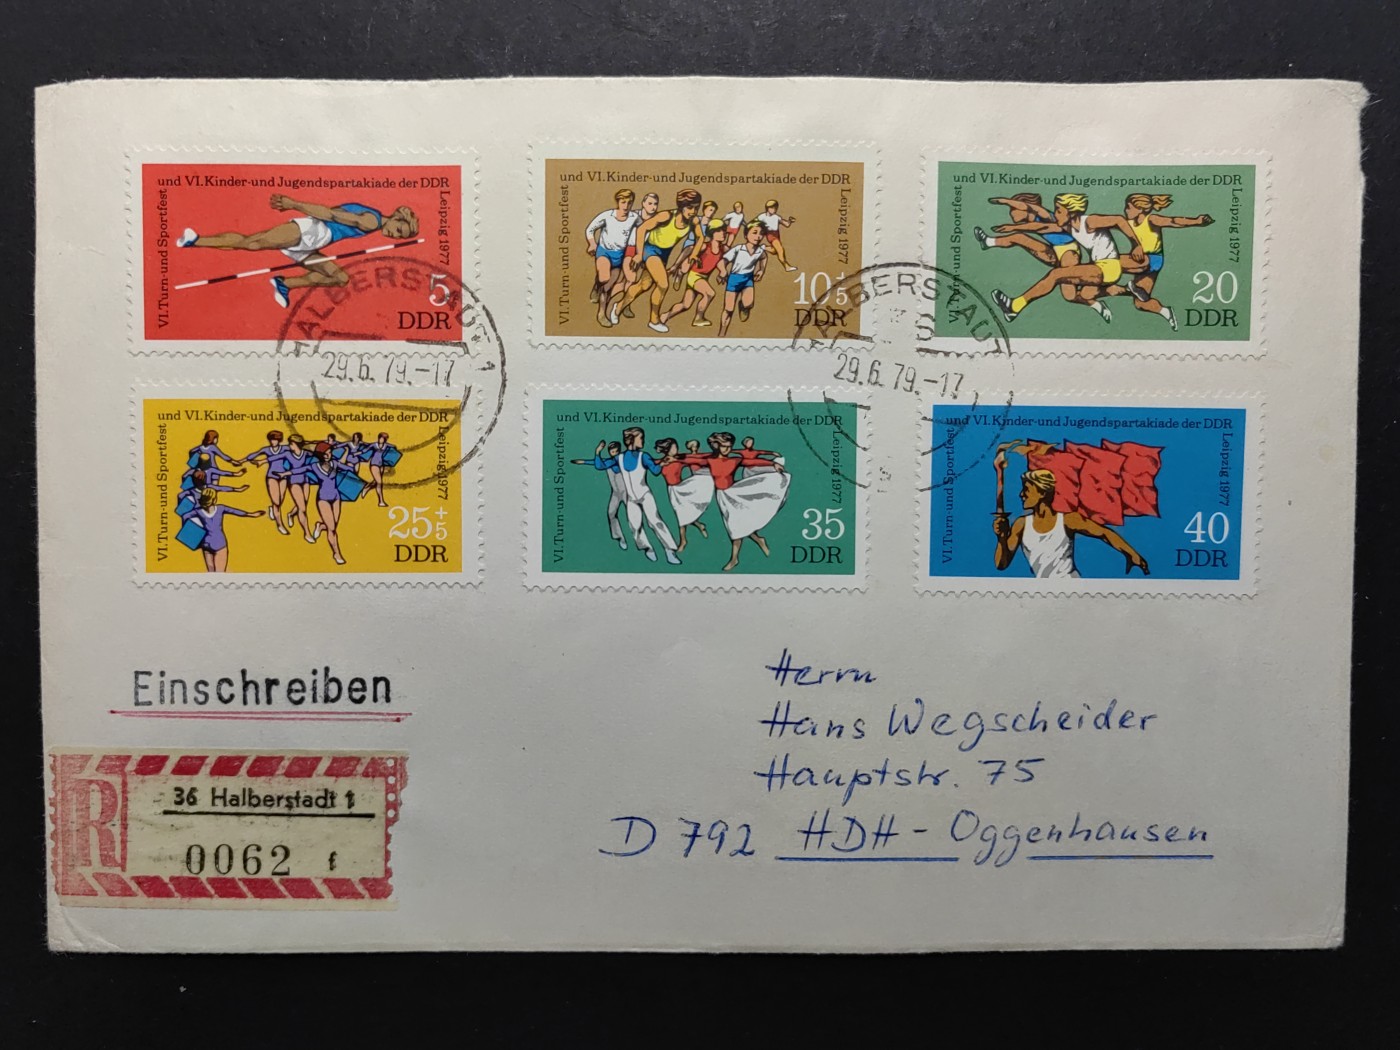 VI. Turn- und Sportfest und VI. Kinder- und Jugendspartakiade der DDR Leipzig 1977
5
DDR
VI. Turn- und Sportfest und VI. Kinder- und Jugendspartakiade der DDR Leipzig 1977
10+5
DDR
VI. Turn- und Sportfest und VI. Kinder- und Jugendspartakiade der DDR Leipzig 1977
20
DDR
HALBERSTADT 1
29.6.79.-17
HALBERSTADT
29.6.79.-17
VI. Turn- und Sportfest und VI. Kinder- und Jugendspartakiade der DDR Leipzig 1977
25+5
DDR
VI. Turn- und Sportfest und VI. Kinder- und Jugendspartakiade der DDR Leipzig 1977
35
DDR
VI. Turn- und Sportfest und VI. Kinder- und Jugendspartakiade der DDR Leipzig 1977
40
DDR
Einschreiben
R
36 Halberstadt 1
0062 f
Herrn
Hans Wegscheider
Hauptstr. 75
D 792 HDH - Oggenhausen